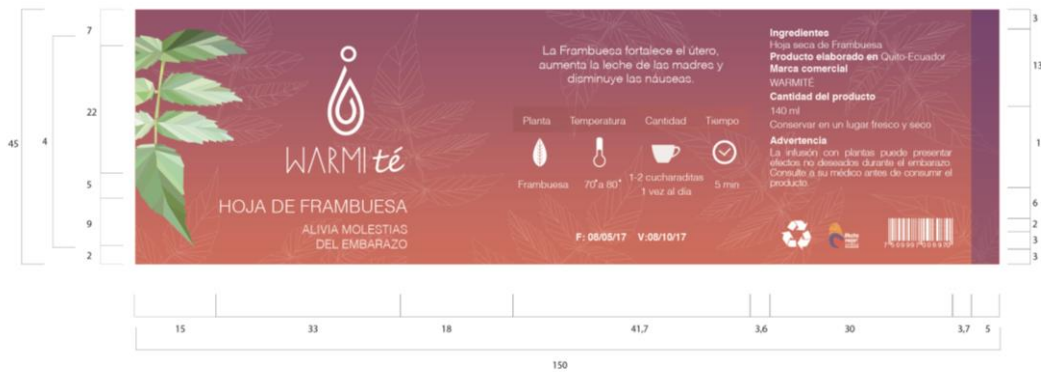 7
22
5
9
2
45
4
WARMI té
HOJA DE FRAMBUESA
ALIVIA MOLESTIAS
DEL EMBARAZO
La Frambuesa fortalece el útero,
aumenta la leche de las madres y
disminuye las náuseas.
Planta Temperatura Cantidad Tiempo
Frambuesa 70° a 80° 1-2 cucharaditas
1 vez al día 5 min
F: 06/05/17 V:08/10/17
Ingredientes
Hoja seca de Frambuesa
Producto elaborado en Quito-Ecuador
Marca comercial
WARMITÉ
Cantidad del producto
140 ml
Conservar en un lugar fresco y seco
Advertencia
La infusión con plantas puede presentar
efectos no deseados durante el embarazo.
Consulte a su médico antes de consumir el
producto.
3
13
1
6
2
3
3
15 33 18 41,7 3,6 30 3,7 5
150